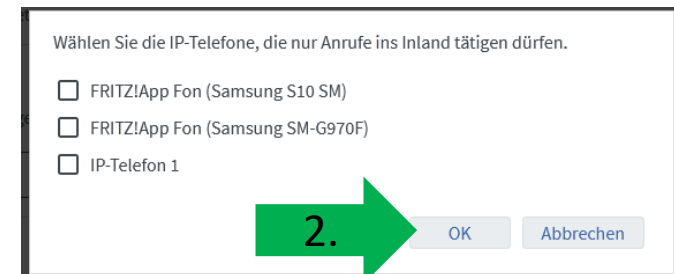 Wählen Sie die IP-Telefone, die nur Anrufe ins Inland tätigen dürfen.
FRITZ!App Fon (Samsung S10 SM)
FRITZ!App Fon (Samsung SM-G970F)
IP-Telefon 1
2.
OK Abbrechen